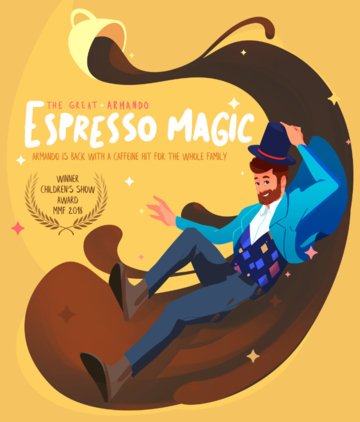 THE GREAT ARMANDO
ESPRESSO MAGIC
ARMANDO IS BACK WITH A CAFFEINE HIT FOR THE WHOLE FAMILY
WINNER
CHILDREN'S SHOW
AWARD
MMF 2018